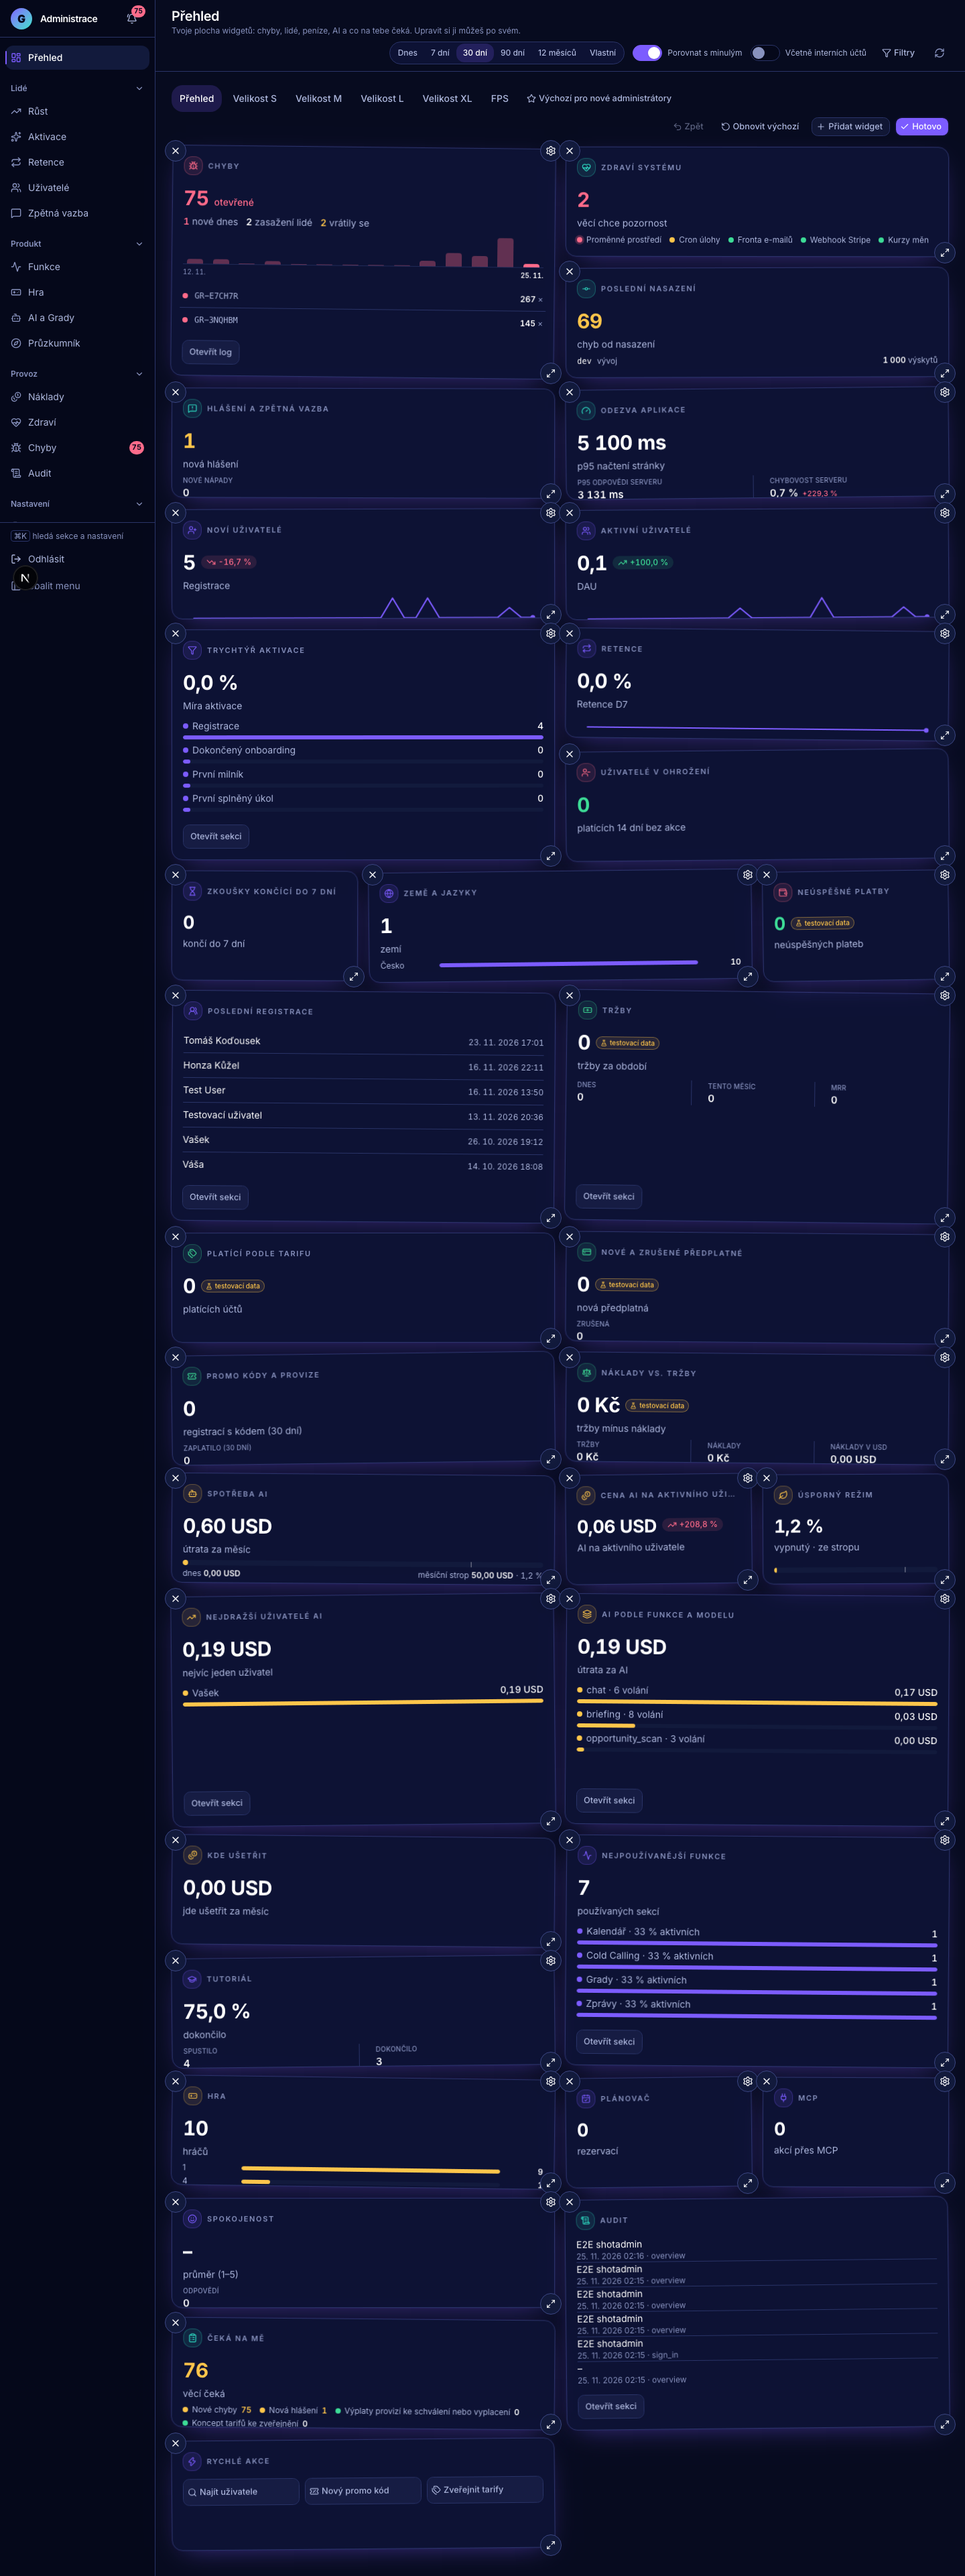 G Administrace 75
Přehled
Lidé
Růst
Aktivace
Retence
Uživatelé
Zpětná vazba
Produkt
Funkce
Hra
AI a Grady
Průzkumník
Provoz
Náklady
Zdraví
Chyby 75
Audit
Nastavení
⌘K hledá sekce a nastavení
Odhlásit
N balit menu
Přehled
Tvoje plocha widgetů: chyby, lidé, peníze, AI a co na tebe čeká. Upravit si ji můžeš po svém.
Dnes 7 dní 30 dní 90 dní 12 měsíců Vlastní Porovnat s minulým Včetně interních účtů Filtry
Přehled Velikost S Velikost M Velikost L Velikost XL FPS Výchozí pro nové administrátory
Zpět Obnovit výchozí Přidat widget Hotovo
CHYBY
75 otevřené
1 nové dnes 2 zasažení lidé 2 vrátily se
12. 11. 25. 11.
GR-E7CH7R 267 ×
GR-3NQHBM 145 ×
Otevřít log
ZDRAVÍ SYSTÉMU
2
věcí chce pozornost
Proměnné prostředí Cron úlohy Fronta e-mailů Webhook Stripe Kurzy měn
POSLEDNÍ NASAZENÍ
69
chyb od nasazení
dev vývoj 1 000 výskytů
HLÁŠENÍ A ZPĚTNÁ VAZBA
1
nová hlášení
NOVÉ NÁPADY
0
ODEZVA APLIKACE
5 100 ms
p95 načtení stránky
P95 ODPOVĚDI SERVERU CHYBOVOST SERVERU
3 131 ms 0,7 % +229,3 %
NOVÍ UŽIVATELÉ
5 -16,7 %
Registrace
AKTIVNÍ UŽIVATELÉ
0,1 +100,0 %
DAU
TRYCHTÝŘ AKTIVACE
0,0 %
Míra aktivace
Registrace 4
Dokončený onboarding 0
První milník 0
První splněný úkol 0
Otevřít sekci
RETENCE
0,0 %
Retence D7
UŽIVATELÉ V OHROŽENÍ
0
platících 14 dní bez akce
ZKOUŠKY KONČÍCÍ DO 7 DNÍ
0
končí do 7 dní
ZEMĚ A JAZYKY
1
zemí
Česko 10
NEÚSPĚŠNÉ PLATBY
0 testovací data
neúspěšných plateb
POSLEDNÍ REGISTRACE
Tomáš Koďousek 23. 11. 2026 17:01
Honza Kůžel 16. 11. 2026 22:11
Test User 16. 11. 2026 13:50
Testovací uživatel 13. 11. 2026 20:36
Vašek 26. 10. 2026 19:12
Váša 14. 10. 2026 18:08
Otevřít sekci
TRŽBY
0 testovací data
tržby za období
DNES TENTO MĚSÍC MRR
0 0 0
Otevřít sekci
PLATÍCÍ PODLE TARIFU
0 testovací data
platících účtů
NOVÉ A ZRUŠENÉ PŘEDPLATNÉ
0 testovací data
nová předplatná
ZRUŠENÁ
0
PROMO KÓDY A PROVIZE
0
registrací s kódem (30 dní)
ZAPLATILO (30 DNÍ)
0
NÁKLADY VS. TRŽBY
0 Kč testovací data
tržby mínus náklady
TRŽBY NÁKLADY NÁKLADY V USD
0 Kč 0 Kč 0,00 USD
SPOTŘEBA AI
0,60 USD
útrata za měsíc
dnes 0,00 USD měsíční strop 50,00 USD · 1,2 %
CENA AI NA AKTIVNÍHO UŽI…
0,06 USD +208,8 %
AI na aktivního uživatele
ÚSPORNÝ REŽIM
1,2 %
vypnutý · ze stropu
NEJDRAŽŠÍ UŽIVATELÉ AI
0,19 USD
nejvíc jeden uživatel
Vašek 0,19 USD
Otevřít sekci
AI PODLE FUNKCE A MODELU
0,19 USD
útrata za AI
chat · 6 volání 0,17 USD
briefing · 8 volání 0,03 USD
opportunity_scan · 3 volání 0,00 USD
Otevřít sekci
KDE UŠETŘIT
0,00 USD
jde ušetřit za měsíc
NEJPOUŽÍVANĚJŠÍ FUNKCE
7
používaných sekcí
Kalendář · 33 % aktivních 1
Cold Calling · 33 % aktivních 1
Grady · 33 % aktivních 1
Zprávy · 33 % aktivních 1
Otevřít sekci
TUTORIÁL
75,0 %
dokončilo
SPUSTILO DOKONČILO
4 3
HRA
10
hráčů
1 9
4 1
PLÁNOVAČ
0
rezervací
MCP
0
akcí přes MCP
SPOKOJENOST
–
průměr (1–5)
ODPOVĚDÍ
0
AUDIT
E2E shotadmin
25. 11. 2026 02:16 · overview
E2E shotadmin
25. 11. 2026 02:15 · overview
E2E shotadmin
25. 11. 2026 02:15 · overview
E2E shotadmin
25. 11. 2026 02:15 · overview
E2E shotadmin
25. 11. 2026 02:15 · sign_in
–
25. 11. 2026 02:15 · overview
Otevřít sekci
ČEKÁ NA MĚ
76
věcí čeká
Nové chyby 75 Nová hlášení 1 Výplaty provizí ke schválení nebo vyplacení 0
Koncept tarifů ke zveřejnění 0
RYCHLÉ AKCE
Najít uživatele Nový promo kód Zveřejnit tarify